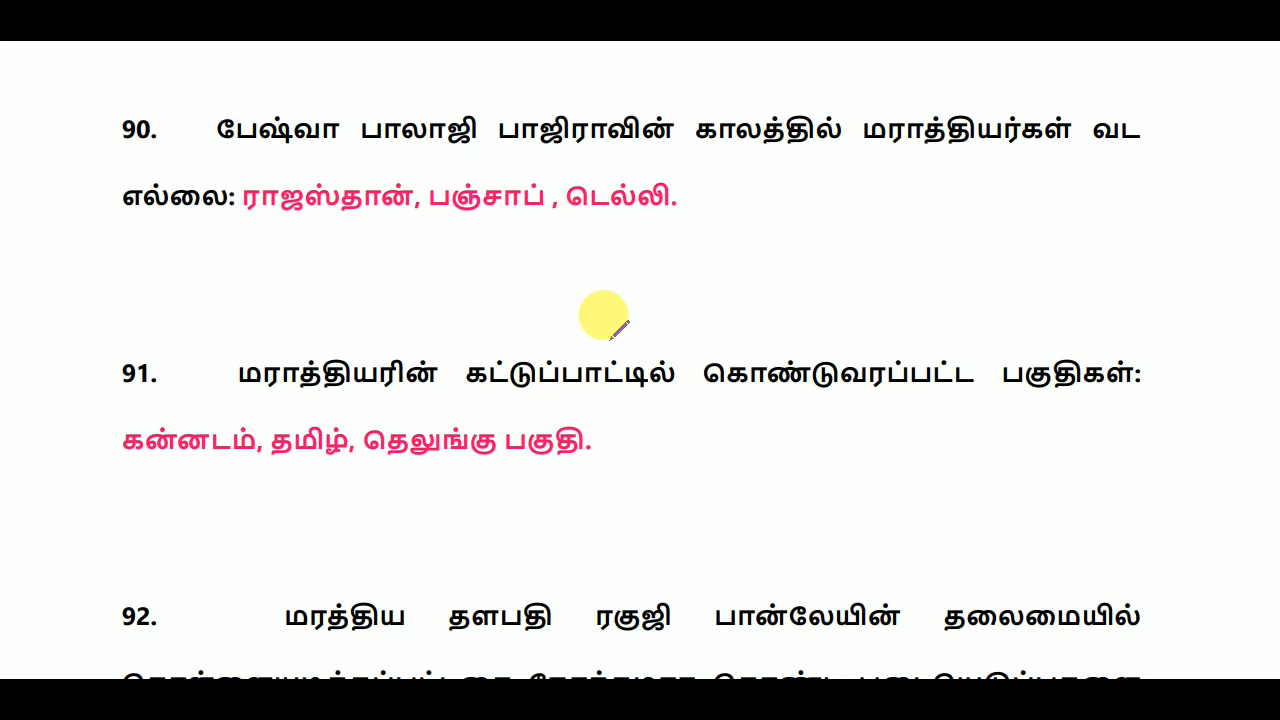 90. பேஷ்வா பாலாஜி பாஜிராவின் காலத்தில் மராத்தியர்கள் வட
எல்லை: ராஜஸ்தான், பஞ்சாப் , டெல்லி.
91. மராத்தியரின் கட்டுப்பாட்டில் கொண்டுவரப்பட்ட பகுதிகள்:
கன்னடம், தமிழ், தெலுங்கு பகுதி.
92. மரத்திய தளபதி ரகுஜி பான்லேயின் தலைமையில்